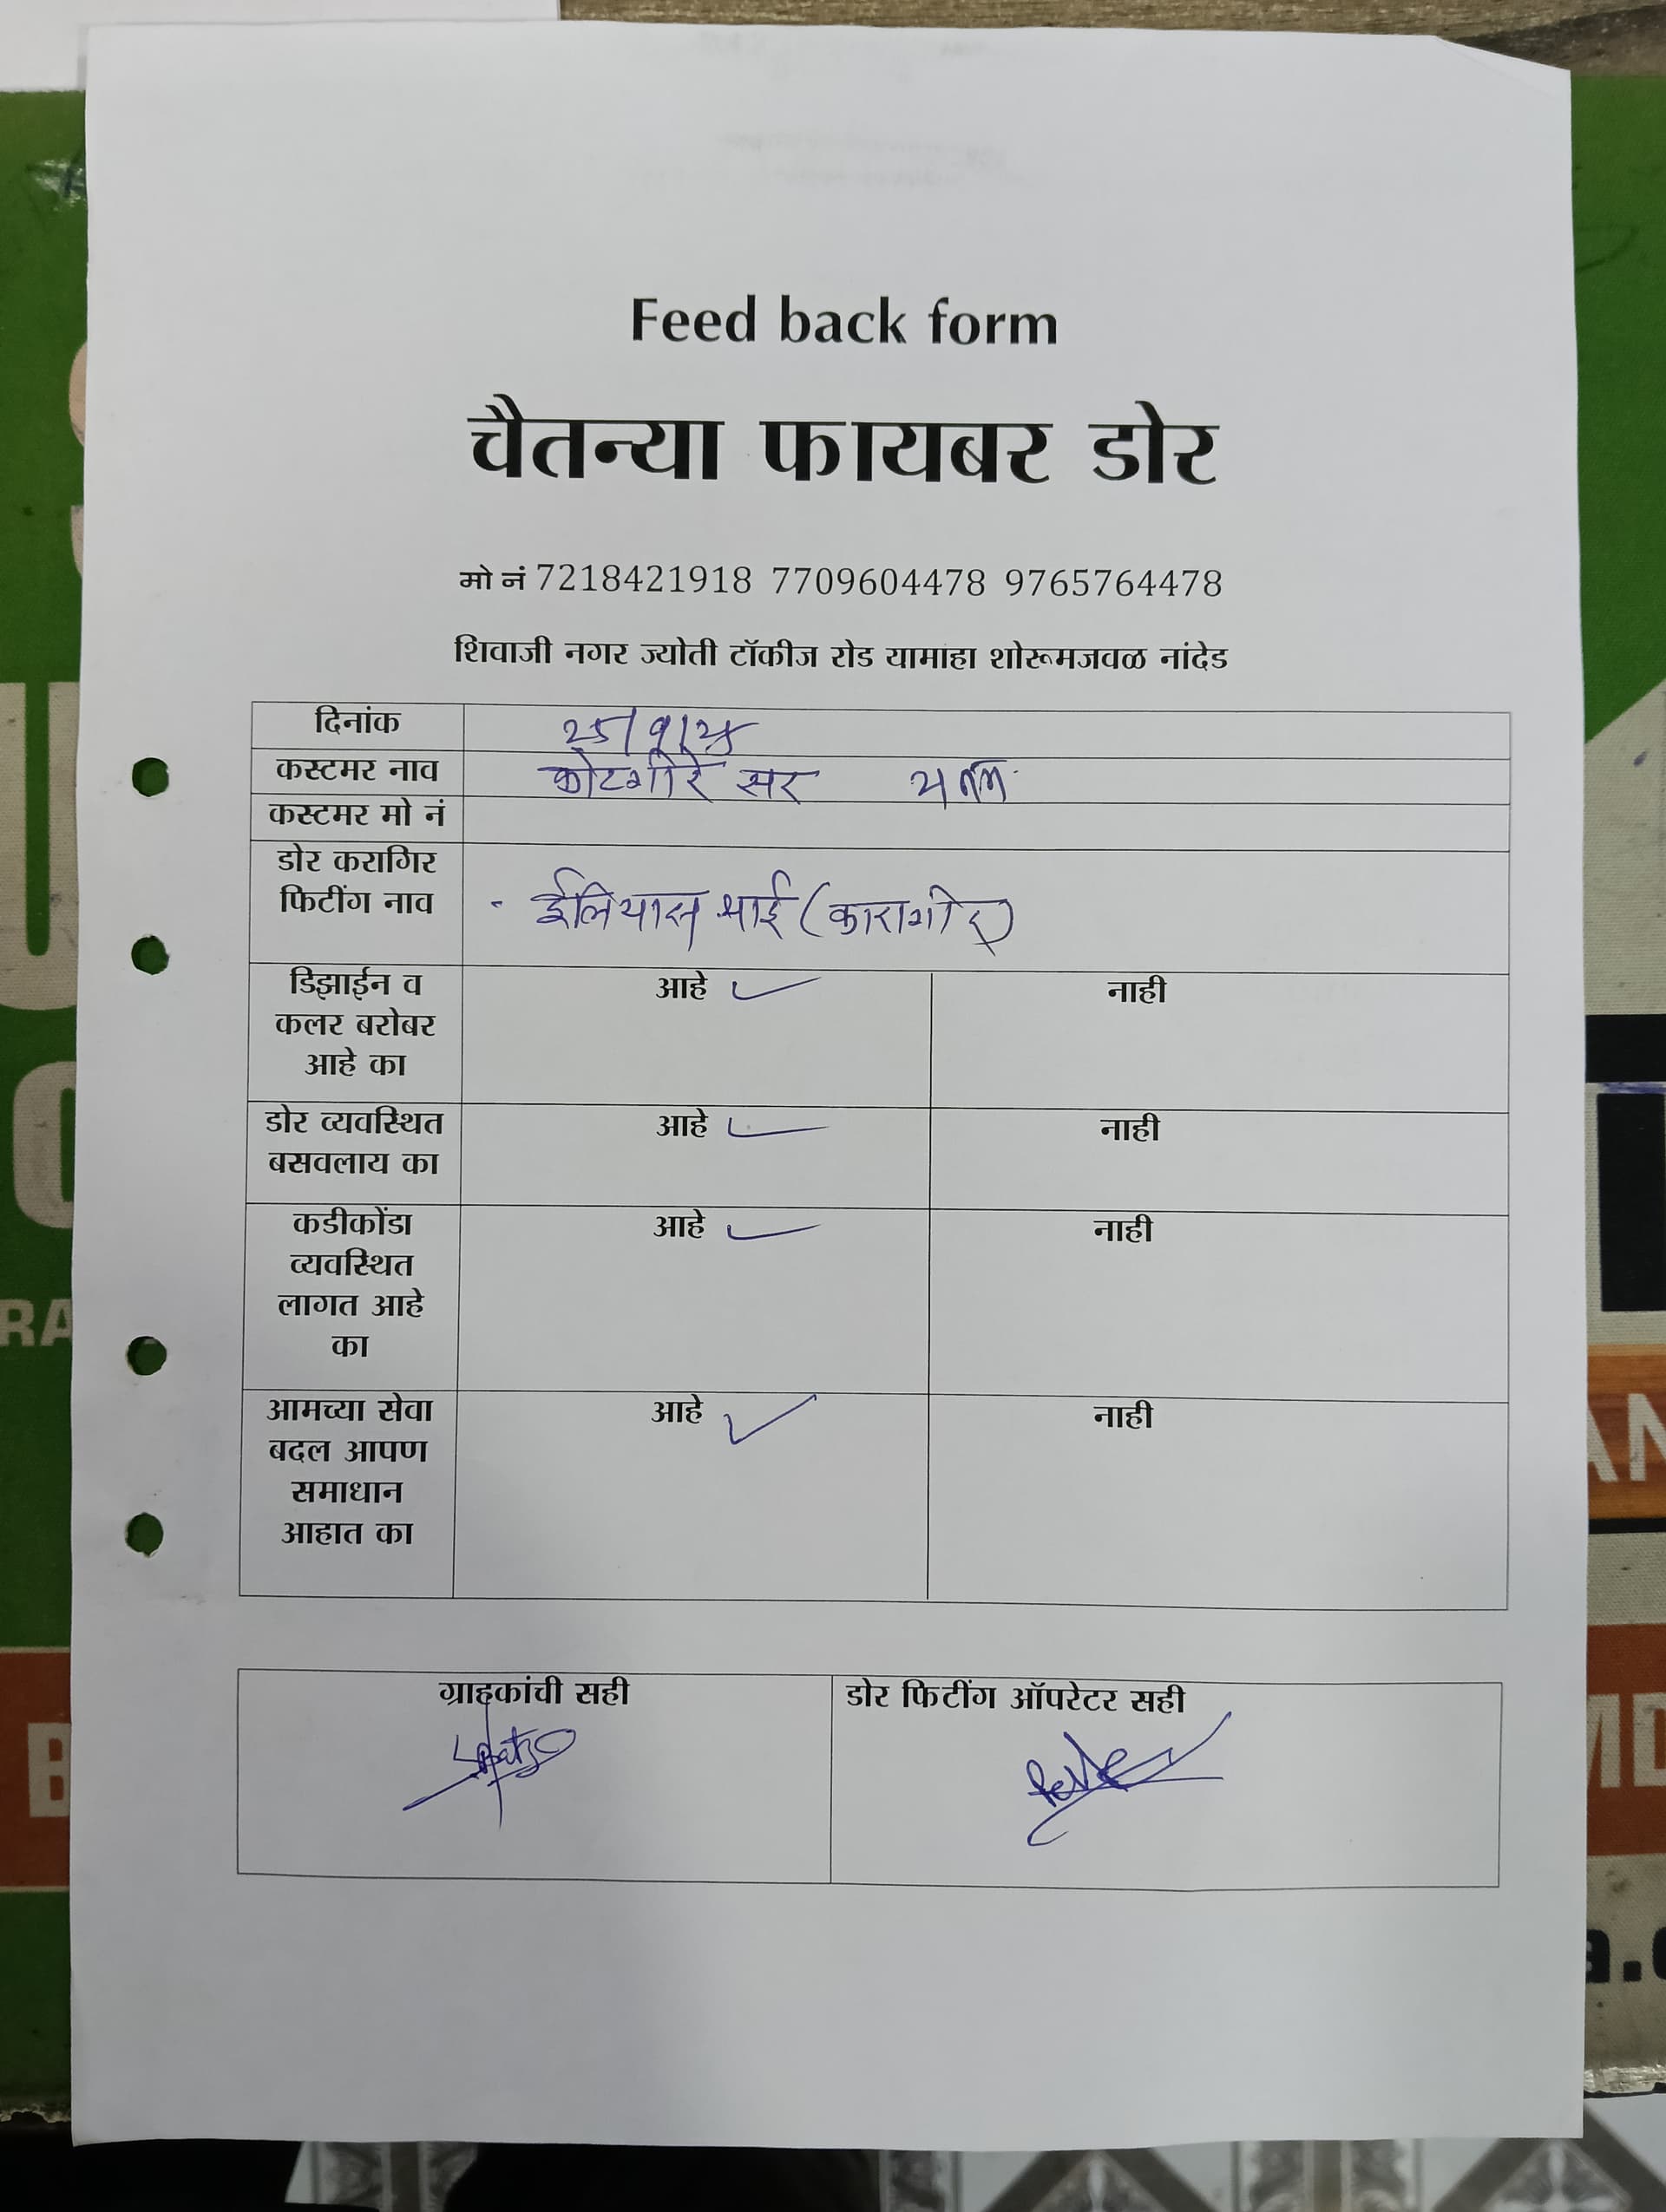 Feed back form
चैतन्या फायबर डोर
मो नं 7218421918 7709604478 9765764478
शिवाजी नगर ज्योती टॉकीज रोड यामाहा शोरूमजवळ नांदेड
दिनांक
कस्टमर नाव कोटगीरे सर
कस्टमर मो नं
डोर करागिर
फिटींग नाव - ईलियास भाई (कारागीर)
डिझाईन व आहे नाही
कलर बरोबर
आहे का
डोर व्यवस्थित आहे नाही
बसवलाय का
कडीकोंडा आहे नाही
व्यवस्थित
लागत आहे
का
आमच्या सेवा आहे नाही
बदल आपण
समाधान
आहात का
ग्राहकांची सही डोर फिटींग ऑपरेटर सही